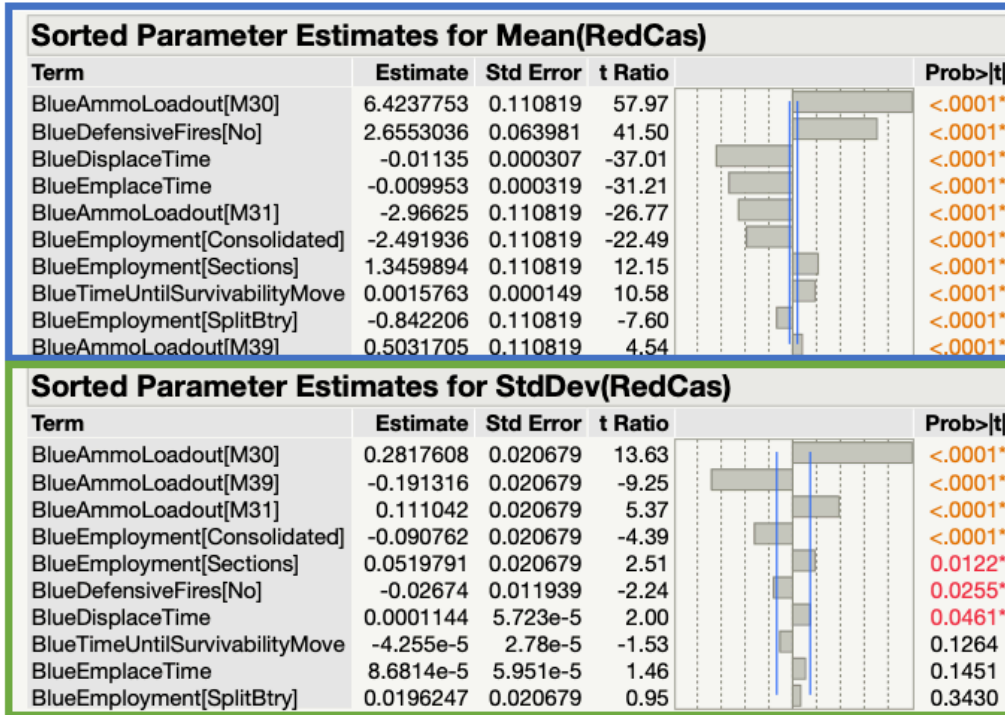 Sorted Parameter Estimates for Mean(RedCas)
Term Estimate Std Error t Ratio Prob>|t|
BlueAmmoLoadout[M30] 6.4237753 0.110819 57.97 <.0001*
BlueDefensiveFires[No] 2.6553036 0.063981 41.50 <.0001*
BlueDisplaceTime -0.01135 0.000307 -37.01 <.0001*
BlueEmplaceTime -0.009953 0.000319 -31.21 <.0001*
BlueAmmoLoadout[M31] -2.96625 0.110819 -26.77 <.0001*
BlueEmployment[Consolidated] -2.491936 0.110819 -22.49 <.0001*
BlueEmployment[Sections] 1.3459894 0.110819 12.15 <.0001*
BlueTimeUntilSurvivabilityMove 0.0015763 0.000149 10.58 <.0001*
BlueEmployment[SplitBtry] -0.842206 0.110819 -7.60 <.0001*
BlueAmmoLoadout[M39] 0.5031705 0.110819 4.54 <.0001*
Sorted Parameter Estimates for StdDev(RedCas)
Term Estimate Std Error t Ratio Prob>|t|
BlueAmmoLoadout[M30] 0.2817608 0.020679 13.63 <.0001*
BlueAmmoLoadout[M39] -0.191316 0.020679 -9.25 <.0001*
BlueAmmoLoadout[M31] 0.111042 0.020679 5.37 <.0001*
BlueEmployment[Consolidated] -0.090762 0.020679 -4.39 <.0001*
BlueEmployment[Sections] 0.0519791 0.020679 2.51 0.0122*
BlueDefensiveFires[No] -0.02674 0.011939 -2.24 0.0255*
BlueDisplaceTime 0.0001144 5.723e-5 2.00 0.0461*
BlueTimeUntilSurvivabilityMove -4.255e-5 2.78e-5 -1.53 0.1264
BlueEmplaceTime 8.6814e-5 5.951e-5 1.46 0.1451
BlueEmployment[SplitBtry] 0.0196247 0.020679 0.95 0.3430